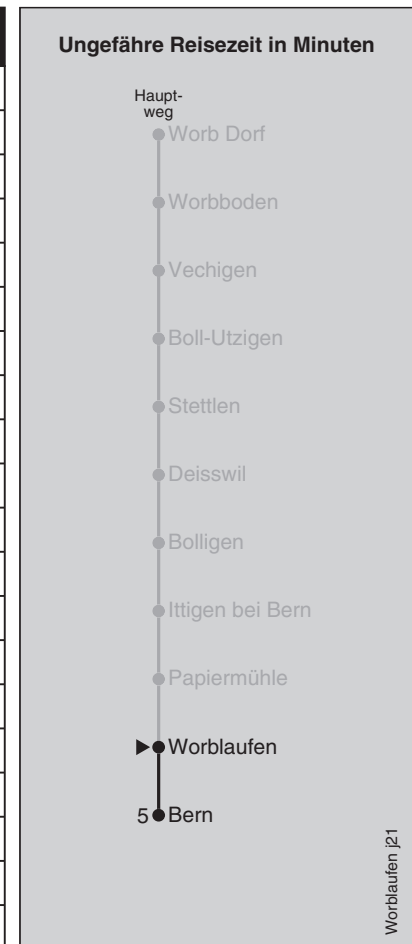 Ungefähre Reisezeit in Minuten
Haupt-
weg
Worb Dorf
Worbboden
Vechigen
Boll-Utzigen
Stettlen
Deisswil
Bolligen
Ittigen bei Bern
Papiermühle
Worblaufen
5 Bern
Worblaufen j21